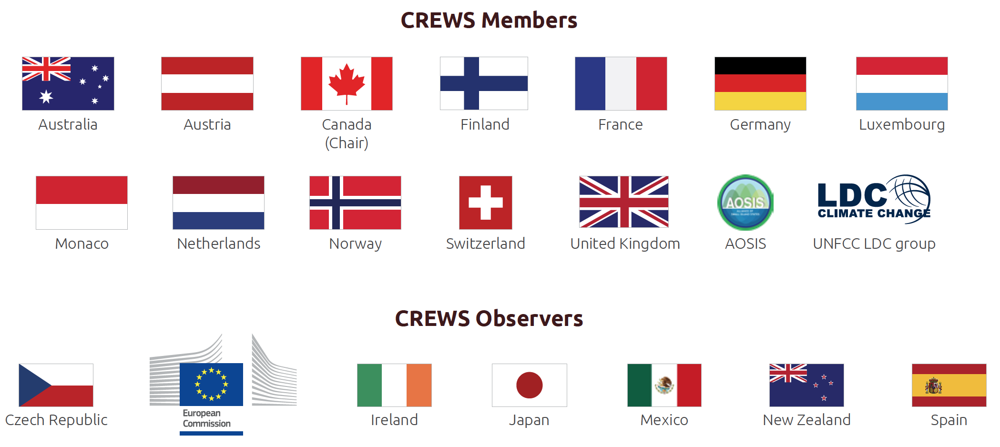 CREWS Members
Australia
Austria
Canada
(Chair)
Finland
France
Germany
Luxembourg
AOSIS
LDC
CLIMATE CHANGE
Monaco
Netherlands
Norway
Switzerland
United Kingdom
AOSIS
UNFCC LDC group
CREWS Observers
European
Commission
Czech Republic
Ireland
Japan
Mexico
New Zealand
Spain